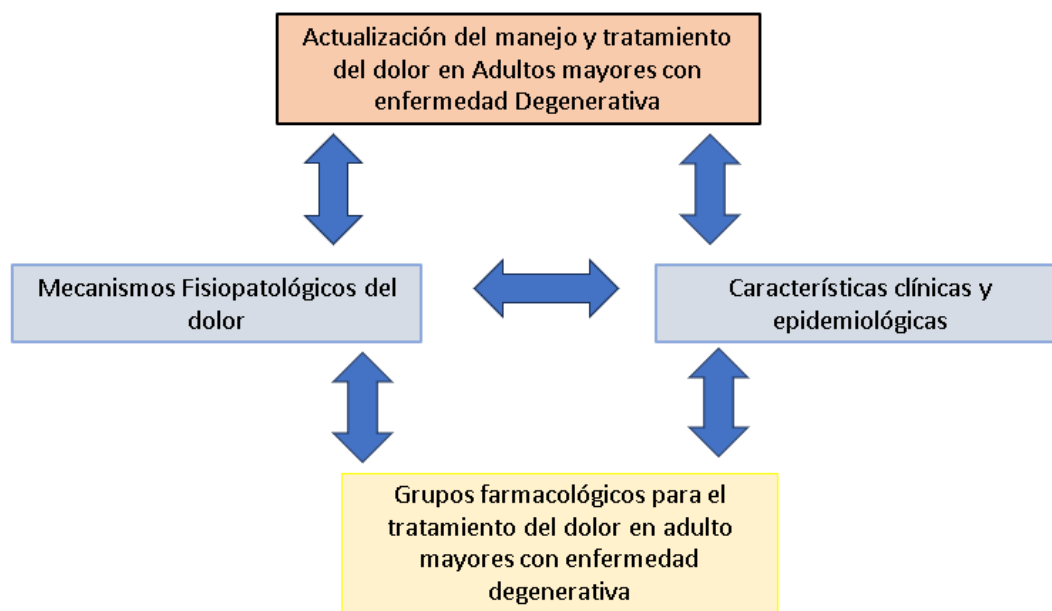 Actualización del manejo y tratamiento
del dolor en Adultos mayores con
enfermedad Degenerativa
Mecanismos Fisiopatológicos del
dolor
Características clínicas y
epidemiológicas
Grupos farmacológicos para el
tratamiento del dolor en adulto
mayores con enfermedad
degenerativa